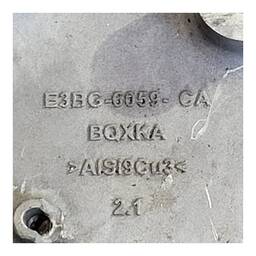 E3BG-6059-CA
BQXKA
>AlSi9Cu3<
2.1